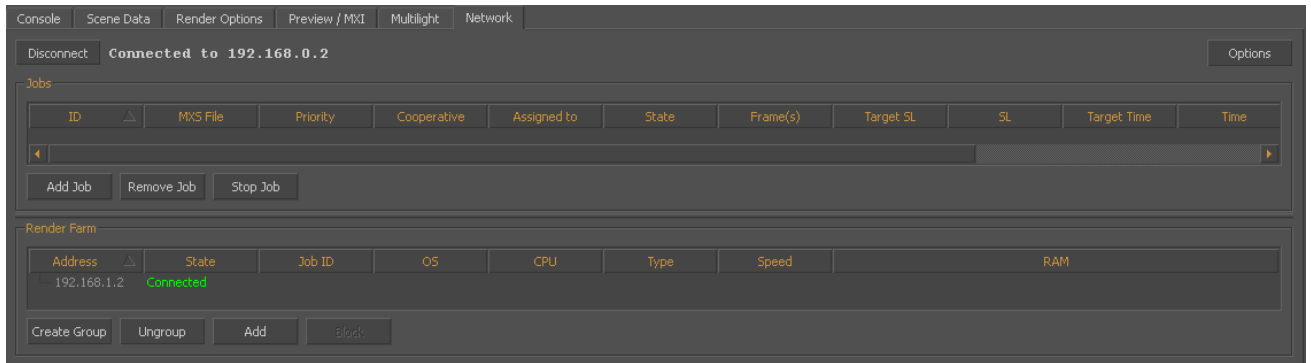 Console Scene Data Render Options Preview / MXI Multilight Network
Disconnect Connected to 192.168.0.2 Options
Jobs
ID MXS File Priority Cooperative Assigned to State Frame(s) Target SL SL Target Time Time
Add Job Remove Job Stop Job
Render Farm
Address State Job ID OS CPU Type Speed RAM
192.168.1.2 Connected
Create Group Ungroup Add Block